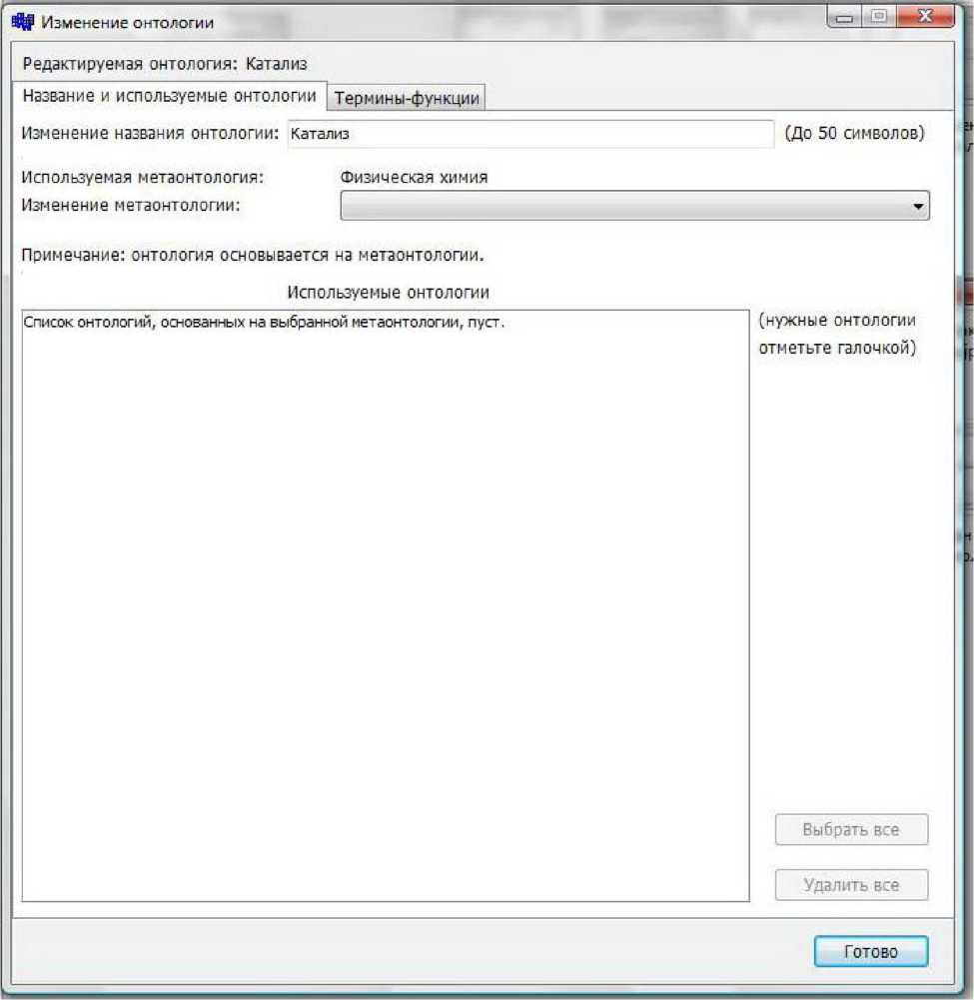 Изменение онтологии
Редактируемая онтология: Катализ
Название и используемые онтологии Термины-функции
Изменение названия онтологии: Катализ (До 50 символов)
Используемая метаонтология: Физическая химия
Изменение метаонтологии:
Примечание: онтология основывается на метаонтологии.
Используемые онтологии
Список онтологий, основанных на выбранной метаонтологии, пуст.
(нужные онтологии
отметьте галочкой)
Выбрать все
Удалить все
Готово